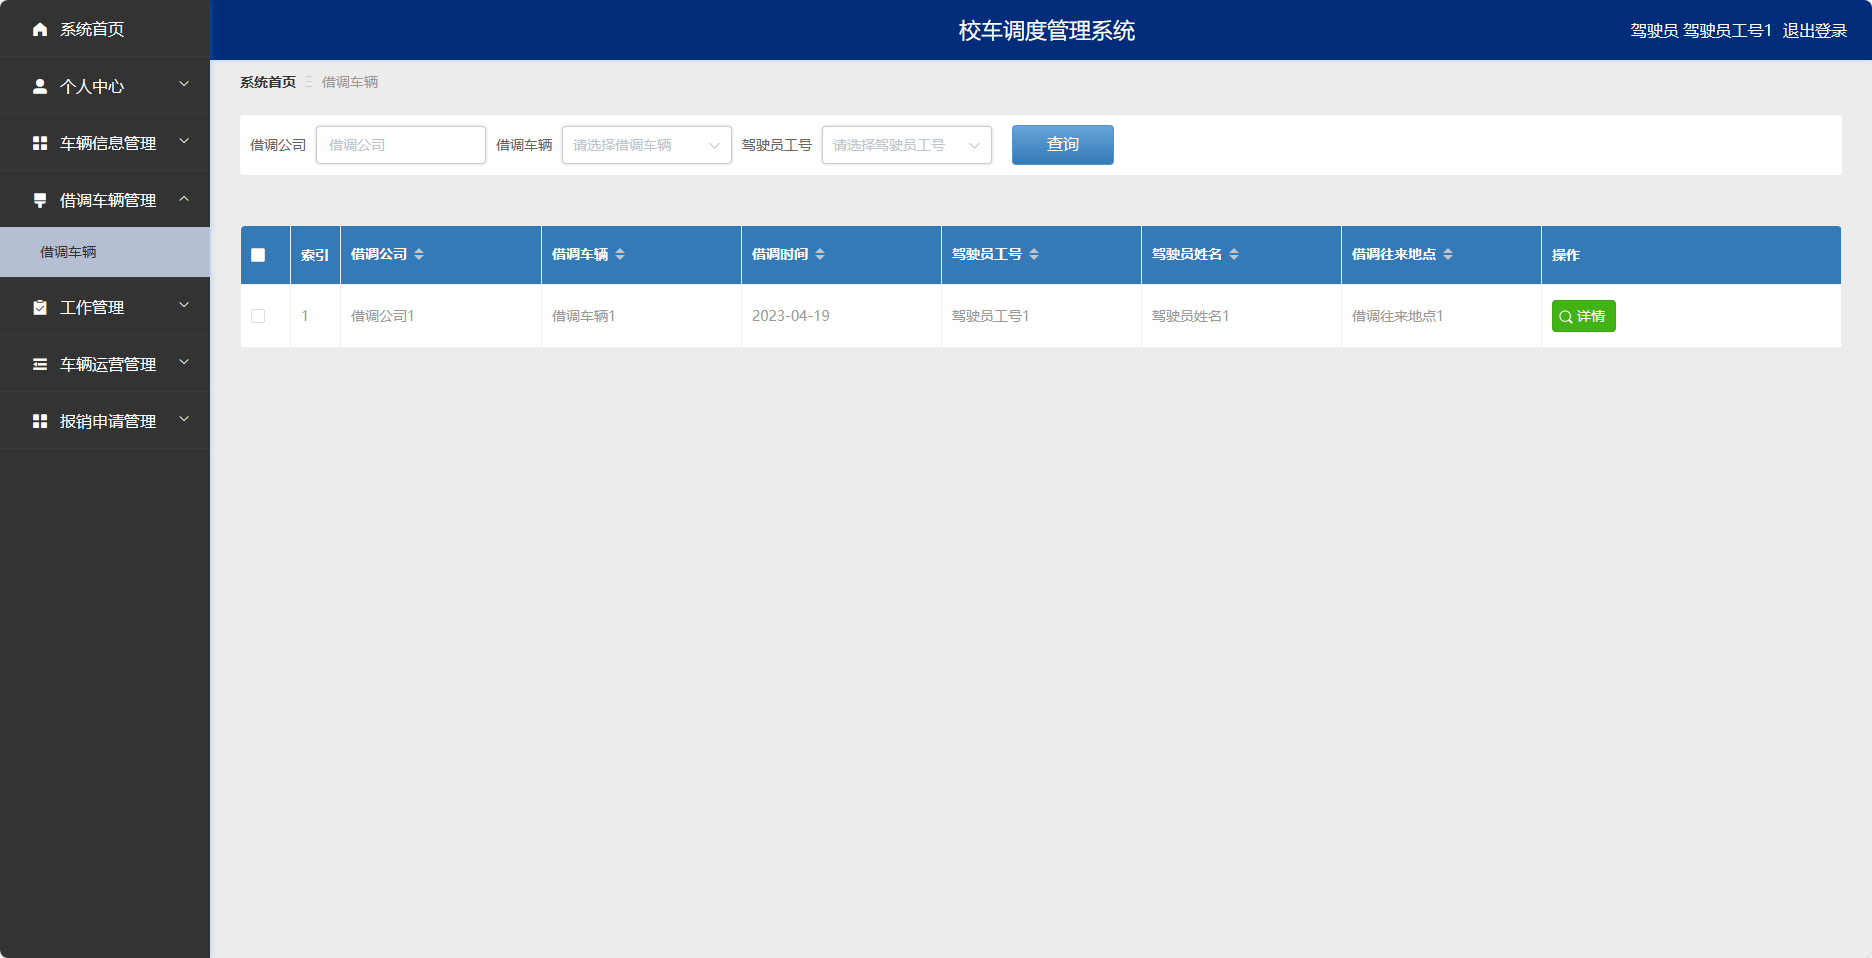 系统首页
个人中心
车辆信息管理
借调车辆管理
借调车辆
工作管理
车辆运营管理
报销申请管理
校车调度管理系统
驾驶员 驾驶员工号1 退出登录
系统首页 借调车辆
借调公司 借调公司 借调车辆 请选择借调车辆 驾驶员工号 请选择驾驶员工号 查询
索引 借调公司 借调车辆 借调时间 驾驶员工号 驾驶员姓名 借调往来地点 操作
1 借调公司1 借调车辆1 2023-04-19 驾驶员工号1 驾驶员姓名1 借调往来地点1 详情